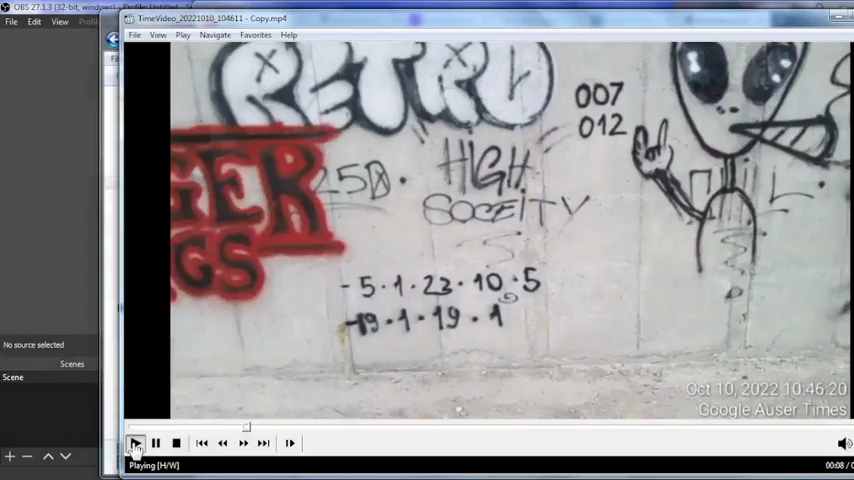 OBS 27.1.3 (32-bit, windows)
File Edit View
TimeVideo_20221010_104611 - Copy.mp4
File View Play Navigate Favorites Help
RETRO
007
012
GER
GS
250.
HIGH
SOCEITY
-5·1·23·10·5
-19·1·19·1
Oct 10, 2022 10:46:20
Google Auser Times
No source selected
Scenes
Scene
Playing [H/W]
00:08